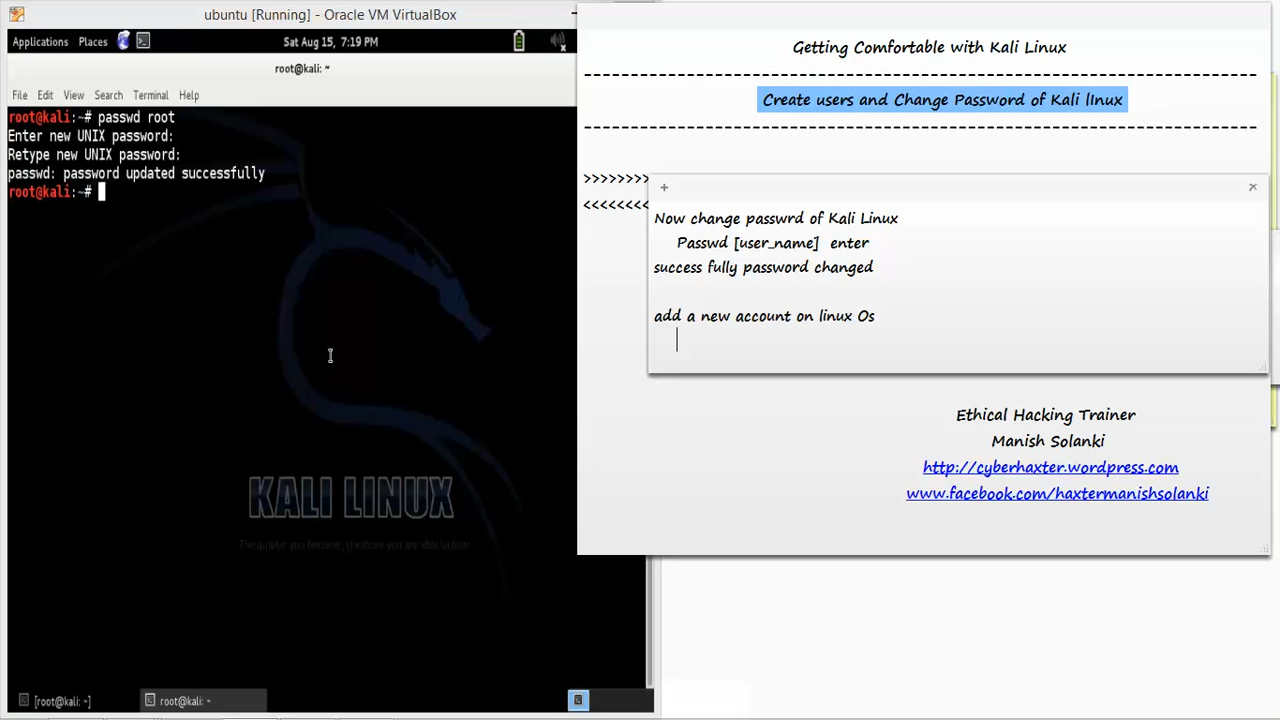 ubuntu [Running] - Oracle VM VirtualBox
Applications Places
Sat Aug 15, 7:19 PM
root@kali: ~
File Edit View Search Terminal Help
root@kali:~# passwd root
Enter new UNIX password:
Retype new UNIX password:
passwd: password updated successfully
root@kali:~#
KALI LINUX
[root@kali: ~]
root@kali: ~
Getting Comfortable with Kali Linux
------------------------------------------------------------
Create users and Change Password of Kali lInux
------------------------------------------------------------
>>>>>>>>
<<<<<<<<
+ ×
Now change passwrd of Kali Linux
Passwd [user_name] enter
success fully password changed
add a new account on linux Os
Ethical Hacking Trainer
Manish Solanki
http://cyberhaxter.wordpress.com
www.facebook.com/haxtermanishsolanki